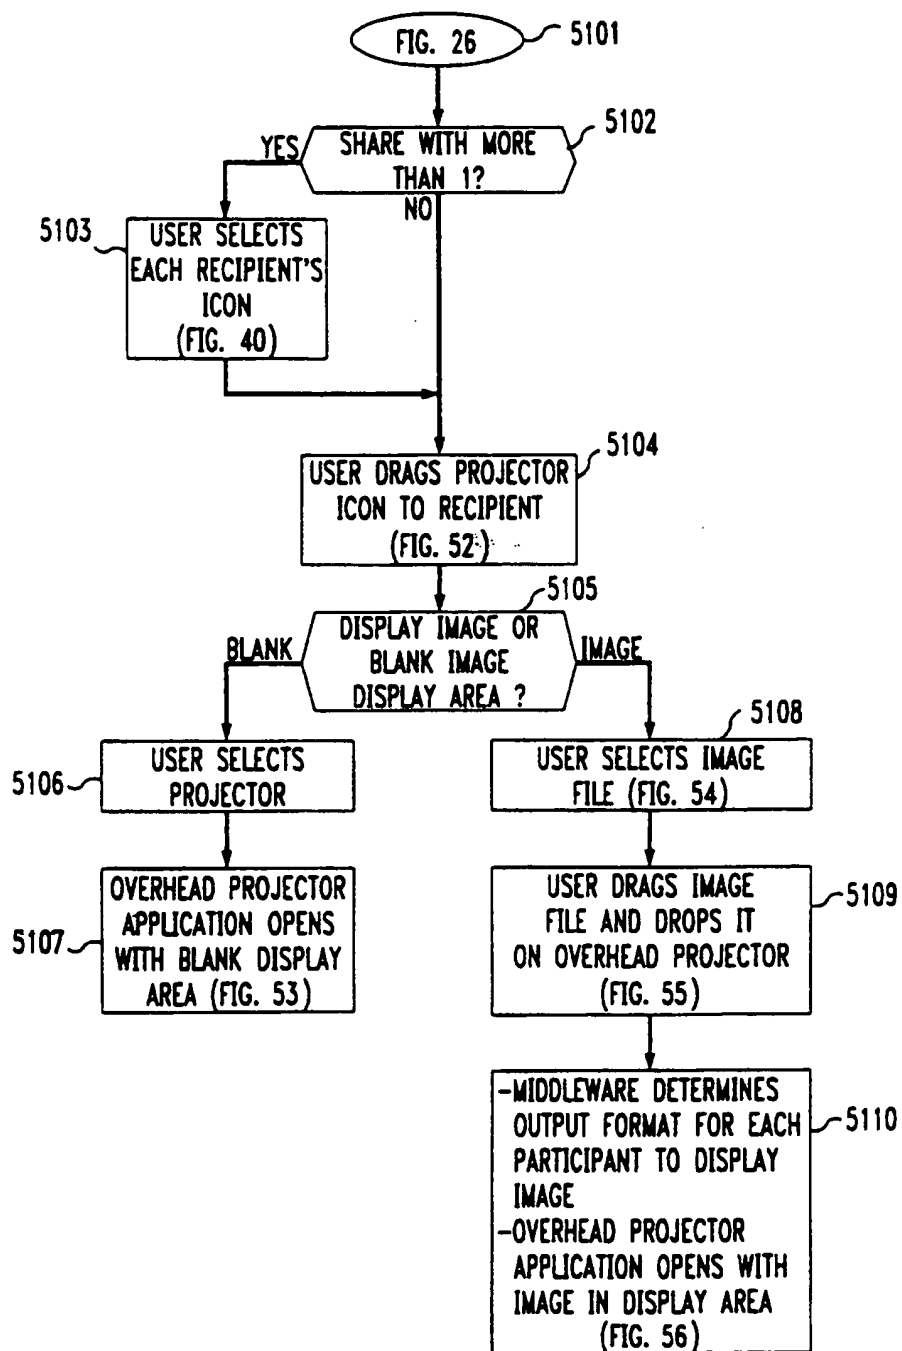 FIG. 26
5101
SHARE WITH MORE
THAN 1?
5102
YES
NO
5103
USER SELECTS
EACH RECIPIENT'S
ICON
(FIG. 40)
5104
USER DRAGS PROJECTOR
ICON TO RECIPIENT
(FIG. 52)
5105
DISPLAY IMAGE OR
BLANK IMAGE
DISPLAY AREA ?
BLANK
IMAGE
5106
USER SELECTS
PROJECTOR
5107
OVERHEAD PROJECTOR
APPLICATION OPENS
WITH BLANK DISPLAY
AREA (FIG. 53)
5108
USER SELECTS IMAGE
FILE (FIG. 54)
5109
USER DRAGS IMAGE
FILE AND DROPS IT
ON OVERHEAD PROJECTOR
(FIG. 55)
5110
-MIDDLEWARE DETERMINES
OUTPUT FORMAT FOR EACH
PARTICIPANT TO DISPLAY
IMAGE
-OVERHEAD PROJECTOR
APPLICATION OPENS WITH
IMAGE IN DISPLAY AREA
(FIG. 56)